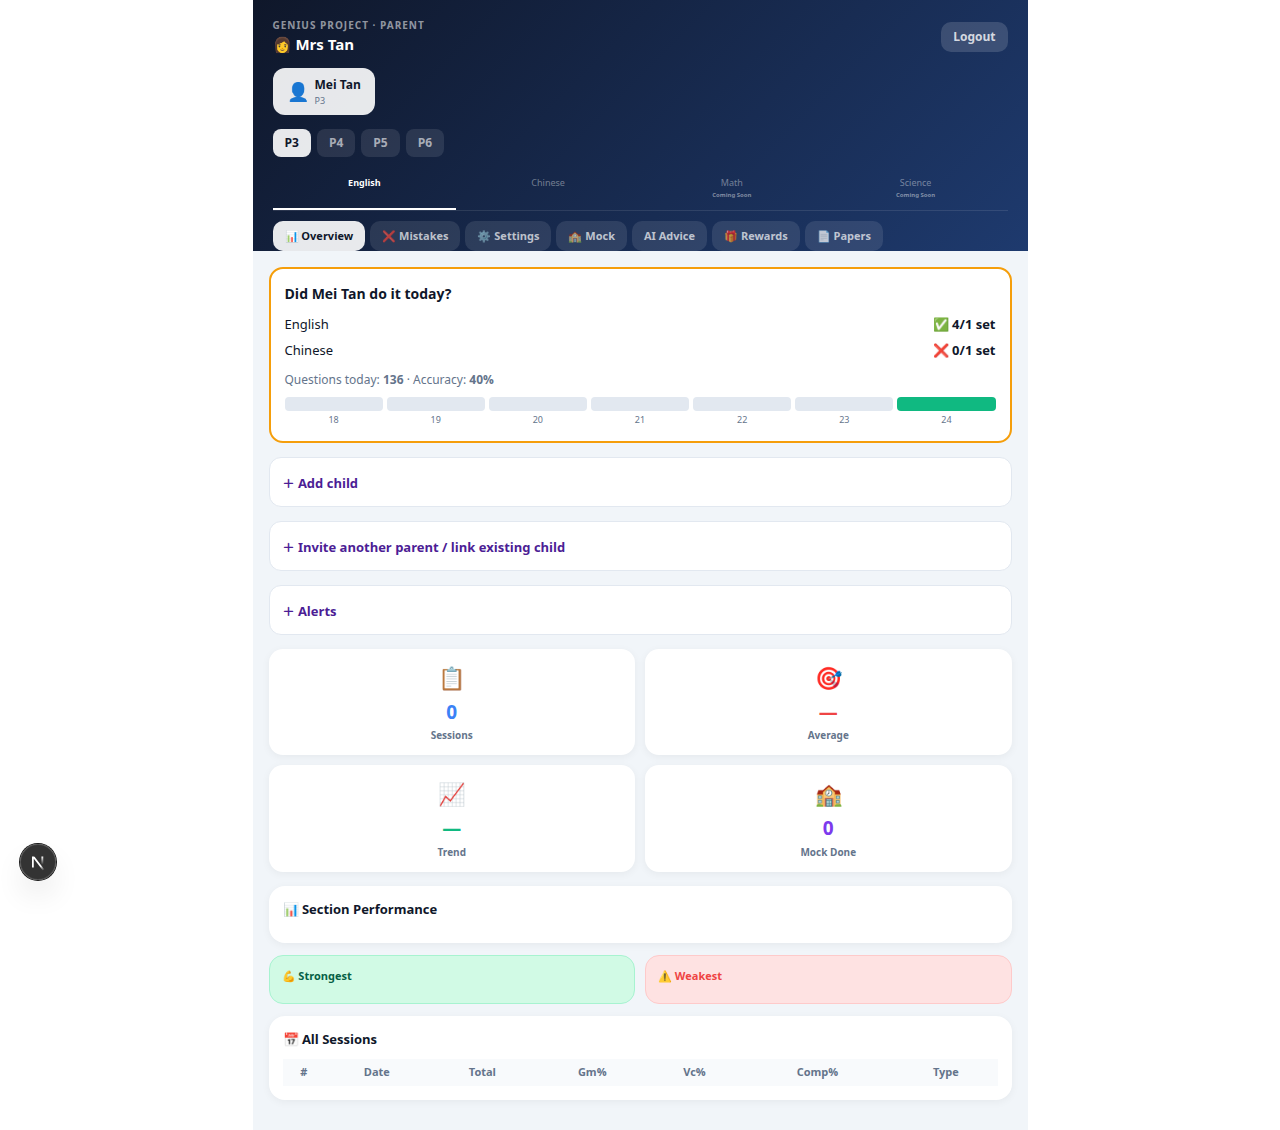 GENIUS PROJECT · PARENT
👩 Mrs Tan
Logout
👤 Mei Tan
P3
P3 P4 P5 P6
English Chinese Math Science
Coming Soon Coming Soon
📊 Overview ❌ Mistakes ⚙️ Settings 🏫 Mock AI Advice 🎁 Rewards 📄 Papers
Did Mei Tan do it today?
English ✅ 4/1 set
Chinese ❌ 0/1 set
Questions today: 136 · Accuracy: 40%
18 19 20 21 22 23 24
+ Add child
+ Invite another parent / link existing child
+ Alerts
0 —
Sessions Average
— 0
Trend Mock Done
N
📊 Section Performance
💪 Strongest ⚠️ Weakest
📅 All Sessions
# Date Total Gm% Vc% Comp% Type